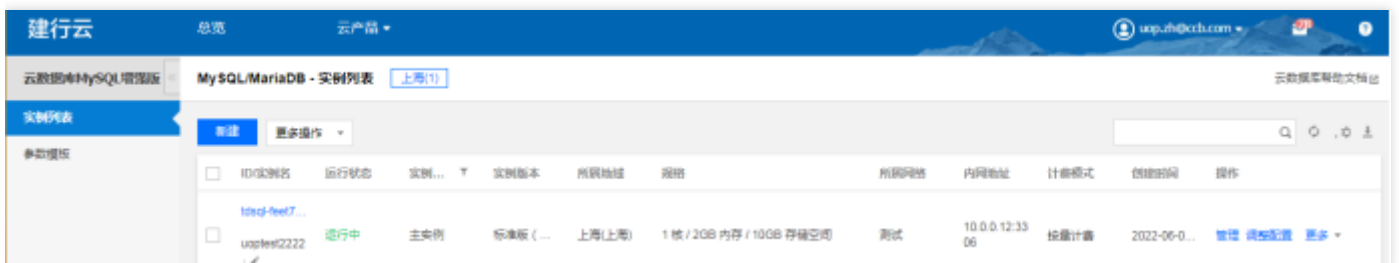 建行云 总览 云产品 uop.zh@ccb.com
云数据库MySQL增强版 MySQL/MariaDB - 实例列表 上海(1) 云数据库帮助文档
实例列表
新建 更多操作
参数模板
ID/实例名 运行状态 实例... 实例版本 所属地域 规格 所属网络 内网地址 计费模式 创建时间 操作
tdsql-feet7...
uoptest2222 运行中 主实例 标准版 ( ... 上海(上海) 1 核 / 2GB 内存 / 10GB 存储空间 测试 10.0.0.12:33 按量计费 2022-06-0... 管理 调整配置 更多
06